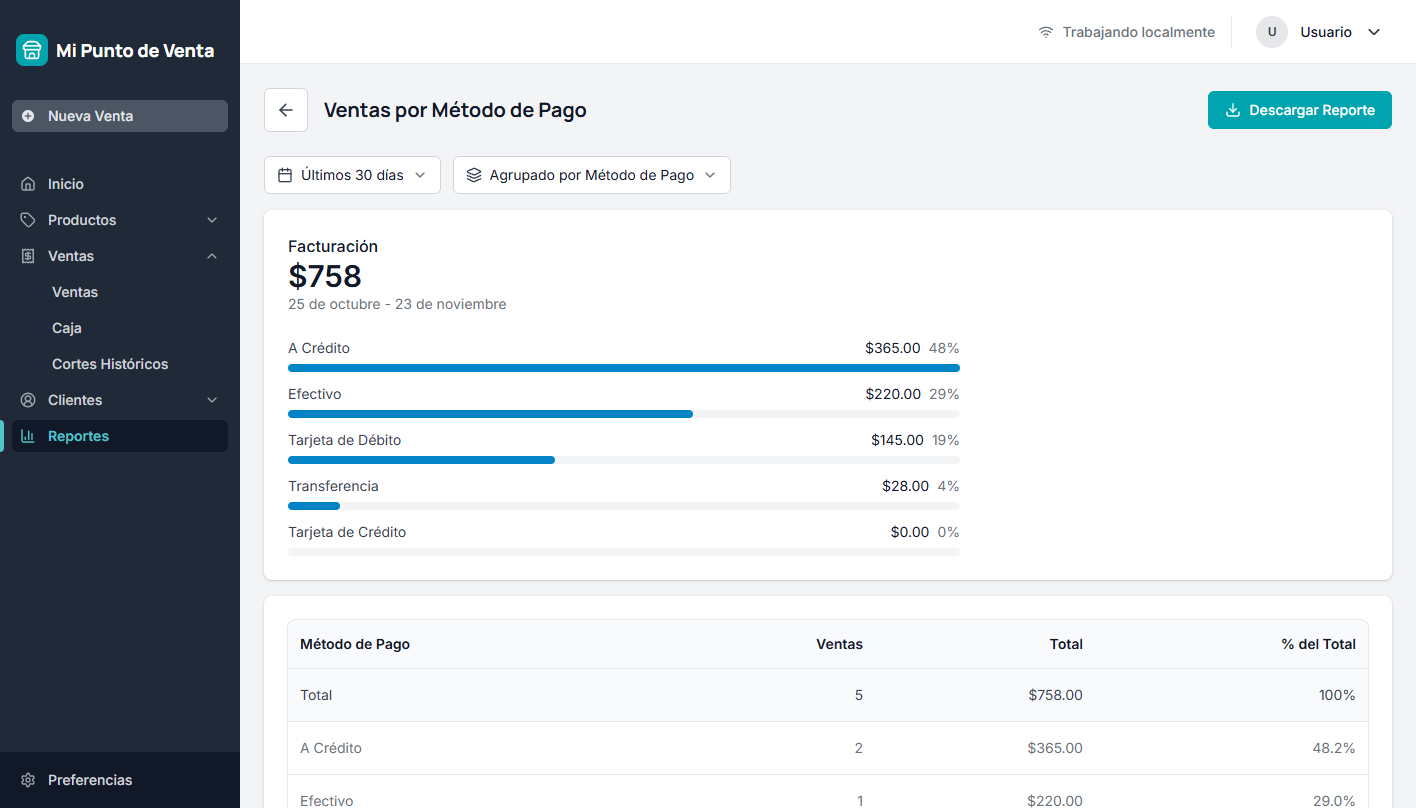 Mi Punto de Venta
Trabajando localmente
U Usuario
Nueva Venta
Inicio
Productos
Ventas
Ventas
Caja
Cortes Históricos
Clientes
Reportes
Preferencias
Ventas por Método de Pago
Descargar Reporte
Últimos 30 días
Agrupado por Método de Pago
Facturación
$758
25 de octubre - 23 de noviembre
A Crédito $365.00 48%
Efectivo $220.00 29%
Tarjeta de Débito $145.00 19%
Transferencia $28.00 4%
Tarjeta de Crédito $0.00 0%
Método de Pago Ventas Total % del Total
Total 5 $758.00 100%
A Crédito 2 $365.00 48.2%
Efectivo 1 $220.00 29.0%